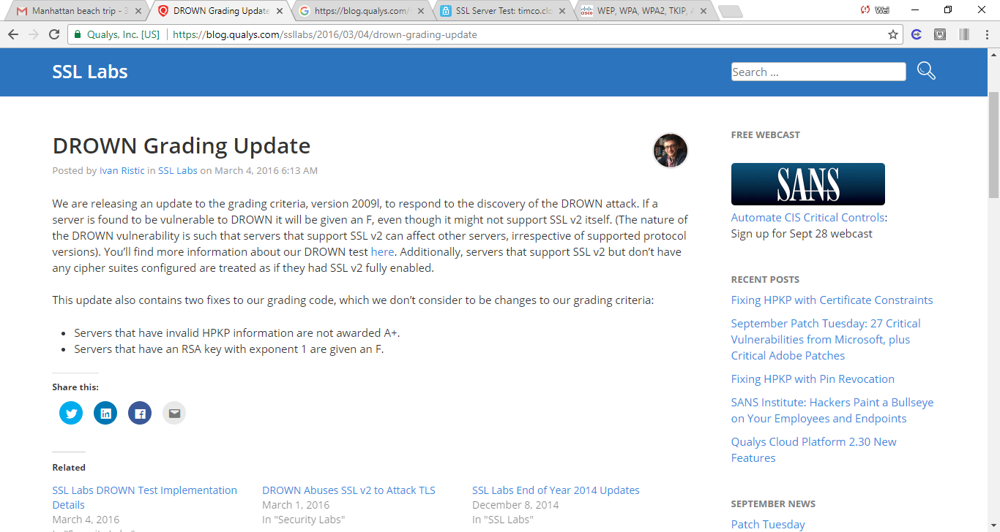 Manhattan beach trip - 3
DROWN Grading Update
https://blog.qualys.com/s
SSL Server Test: timco.clo
WEP, WPA, WPA2, TKIP, A
Wei
Qualys, Inc. [US]
https://blog.qualys.com/ssllabs/2016/03/04/drown-grading-update
SSL Labs
Search ...
DROWN Grading Update
Posted by Ivan Ristic in SSL Labs on March 4, 2016 6:13 AM
We are releasing an update to the grading criteria, version 2009l, to respond to the discovery of the DROWN attack. If a
server is found to be vulnerable to DROWN it will be given an F, even though it might not support SSL v2 itself. (The nature of
the DROWN vulnerability is such that servers that support SSL v2 can affect other servers, irrespective of supported protocol
versions). You’ll find more information about our DROWN test here. Additionally, servers that support SSL v2 but don’t have
any cipher suites configured are treated as if they had SSL v2 fully enabled.
This update also contains two fixes to our grading code, which we don’t consider to be changes to our grading criteria:
• Servers that have invalid HPKP information are not awarded A+.
• Servers that have an RSA key with exponent 1 are given an F.
Share this:
Related
SSL Labs DROWN Test Implementation
Details
March 4, 2016
In "Security Labs"
DROWN Abuses SSL v2 to Attack TLS
March 1, 2016
In "Security Labs"
SSL Labs End of Year 2014 Updates
December 8, 2014
In "SSL Labs"
FREE WEBCAST
SANS
Automate CIS Critical Controls:
Sign up for Sept 28 webcast
RECENT POSTS
Fixing HPKP with Certificate Constraints
September Patch Tuesday: 27 Critical
Vulnerabilities from Microsoft, plus
Critical Adobe Patches
Fixing HPKP with Pin Revocation
SANS Institute: Hackers Paint a Bullseye
on Your Employees and Endpoints
Qualys Cloud Platform 2.30 New
Features
SEPTEMBER NEWS
Patch Tuesday